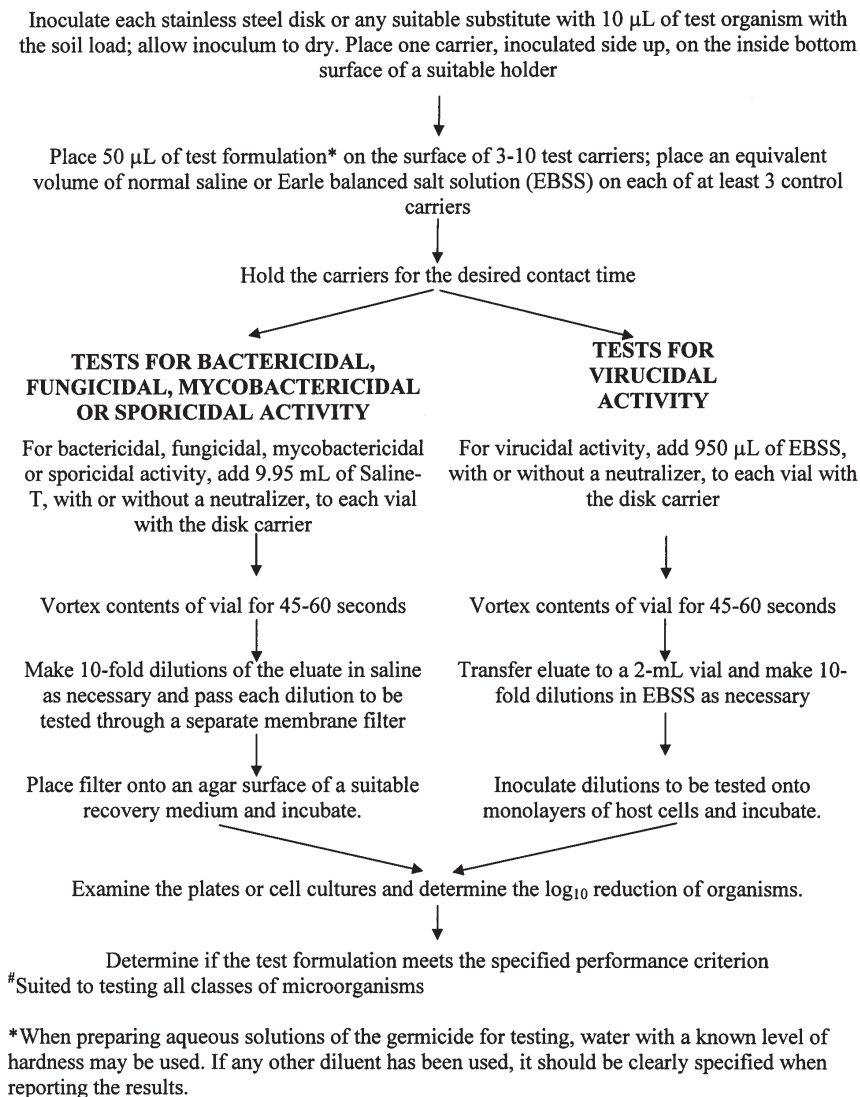 Inoculate each stainless steel disk or any suitable substitute with 10 µL of test organism with
the soil load; allow inoculum to dry. Place one carrier, inoculated side up, on the inside bottom
surface of a suitable holder
Place 50 µL of test formulation* on the surface of 3-10 test carriers; place an equivalent
volume of normal saline or Earle balanced salt solution (EBSS) on each of at least 3 control
carriers
Hold the carriers for the desired contact time
TESTS FOR BACTERICIDAL,
FUNGICIDAL, MYCOBACTERICIDAL
OR SPORICIDAL ACTIVITY
For bactericidal, fungicidal, mycobactericidal
or sporicidal activity, add 9.95 mL of Saline-
T, with or without a neutralizer, to each vial
with the disk carrier
Vortex contents of vial for 45-60 seconds
Make 10-fold dilutions of the eluate in saline
as necessary and pass each dilution to be
tested through a separate membrane filter
Place filter onto an agar surface of a suitable
recovery medium and incubate.
TESTS FOR
VIRUCIDAL
ACTIVITY
For virucidal activity, add 950 µL of EBSS,
with or without a neutralizer, to each vial with
the disk carrier
Vortex contents of vial for 45-60 seconds
Transfer eluate to a 2-mL vial and make 10-
fold dilutions in EBSS as necessary
Inoculate dilutions to be tested onto
monolayers of host cells and incubate.
Examine the plates or cell cultures and determine the log₁₀ reduction of organisms.
Determine if the test formulation meets the specified performance criterion
#Suited to testing all classes of microorganisms
*When preparing aqueous solutions of the germicide for testing, water with a known level of
hardness may be used. If any other diluent has been used, it should be clearly specified when
reporting the results.